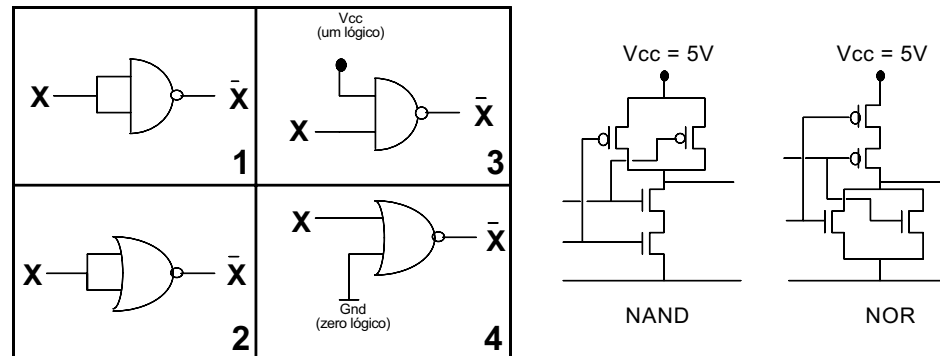 X
X̄
1
Vcc
(um lógico)
X
X̄
3
X
X̄
2
X
X̄
Gnd
(zero lógico)
4
Vcc = 5V
NAND
Vcc = 5V
NOR